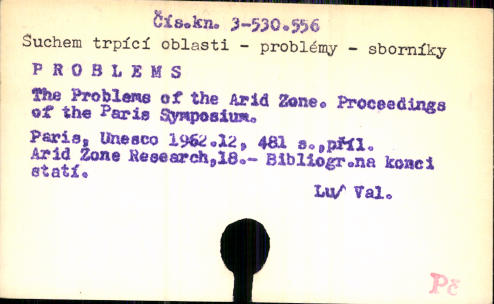 Čís.kn. 3-530.556
Suchem trpící oblasti - problémy - sborníky
P R O B L E M S
The Problems of the Arid Zone. Proceedings
of the Paris Symposium.
Paris, Unesco 1962.12, 481 s.,příl.
Arid Zone Research,18.- Bibliogr.na konci
statí.
Lu/ Val.
Pč